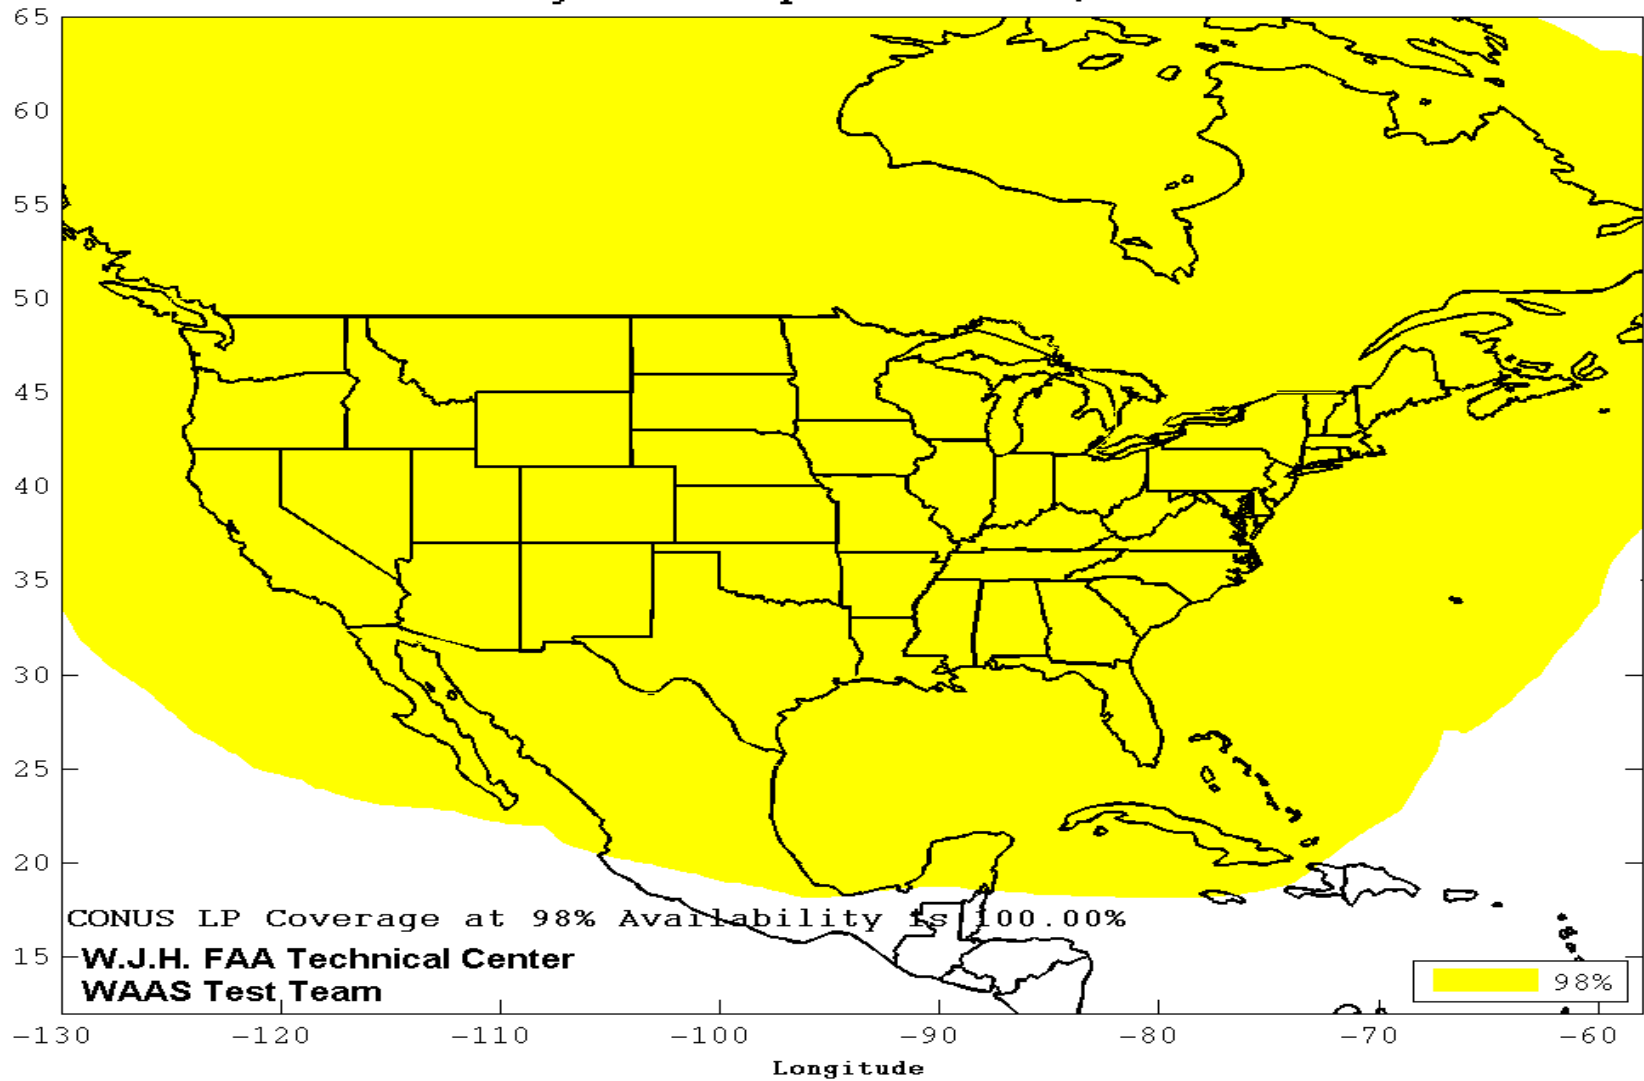 65
60
55
50
45
40
35
30
25
20
15
CONUS LP Coverage at 98% Availability is 100.00%
W.J.H. FAA Technical Center
WAAS Test Team
98%
-130 -120 -110 -100 -90 -80 -70 -60
Longitude